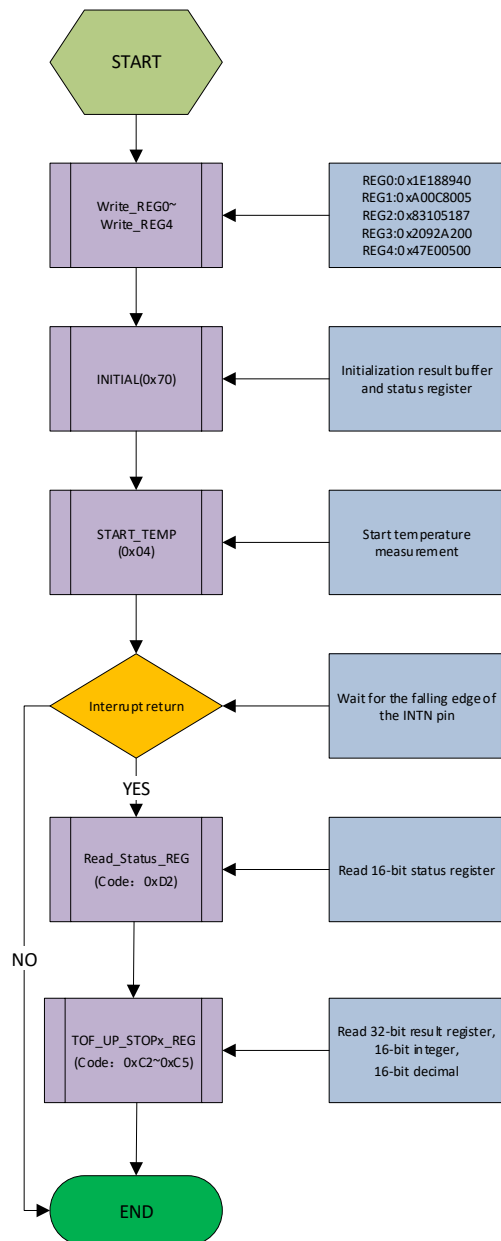 START
Write_REG0~
Write_REG4
REG0:0x1E188940
REG1:0xA00C8005
REG2:0x83105187
REG3:0x2092A200
REG4:0x47E00500
INITIAL(0x70)
Initialization result buffer
and status register
START_TEMP
(0x04)
Start temperature
measurement
Interrupt return
Wait for the falling edge of
the INTN pin
YES
Read_Status_REG
(Code：0xD2)
Read 16-bit status register
NO
TOF_UP_STOPx_REG
(Code：0xC2~0xC5)
Read 32-bit result register,
16-bit integer,
16-bit decimal
END